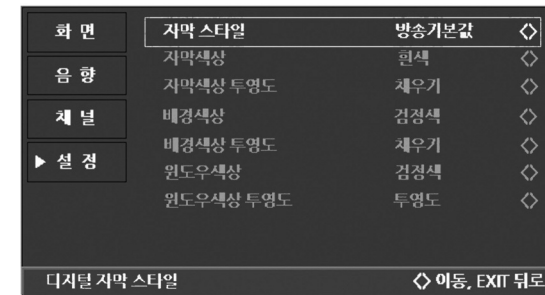 화 면
음 향
채 널
▶ 설 정
자막 스타일 방송기본값
자막색상 흰색
자막색상 투영도 채우기
배경색상 검정색
배경색상 투영도 채우기
윈도우색상 검정색
윈도우색상 투영도 투영도
디지털 자막 스타일 이동, EXIT 뒤로